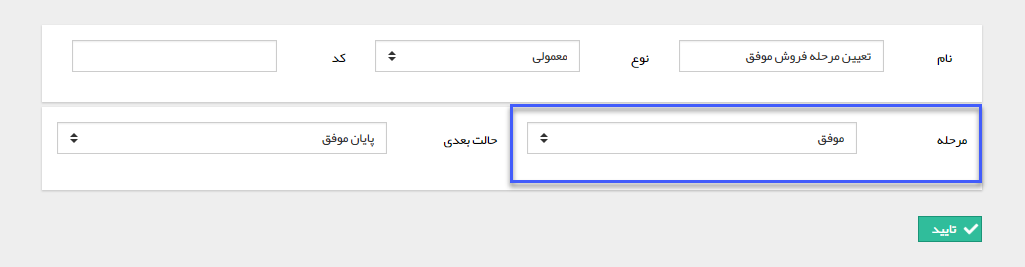 نام تعیین مرحله فروش موفق نوع معمولی کد
مرحله موفق حالت بعدی پایان موفق
تایید